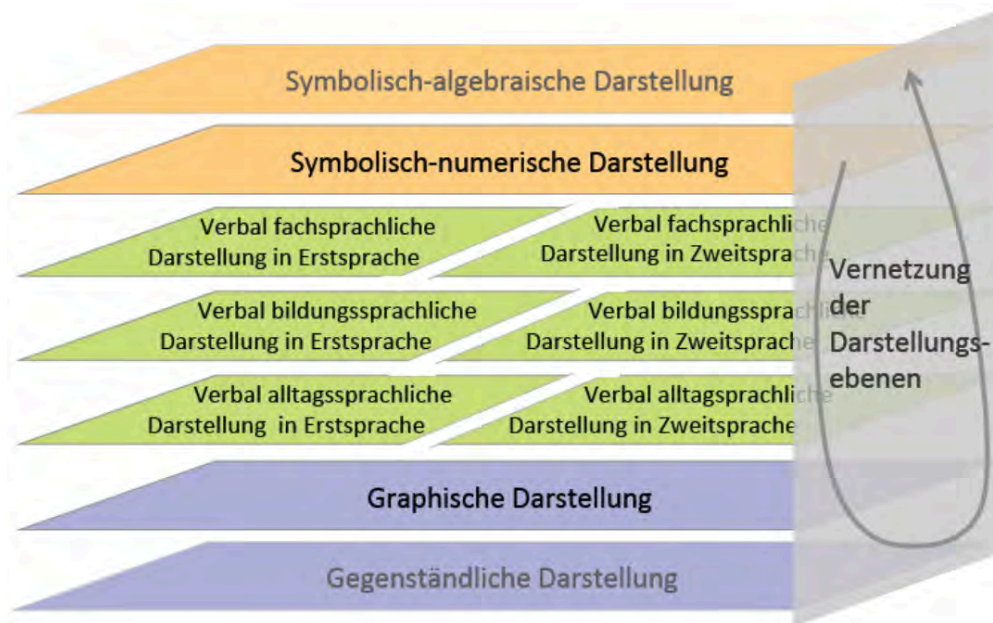 Symbolisch-algebraische Darstellung
Symbolisch-numerische Darstellung
Verbal fachsprachliche
Darstellung in Erstsprache
Verbal fachsprachliche
Darstellung in Zweitsprache
Verbal bildungssprachliche
Darstellung in Erstsprache
Verbal bildungssprachliche
Darstellung in Zweitsprache
Verbal alltagssprachliche
Darstellung in Erstsprache
Verbal alltagsprachliche
Darstellung in Zweitsprache
Graphische Darstellung
Gegenständliche Darstellung
Vernetzung
der
Darstellungs-
ebenen